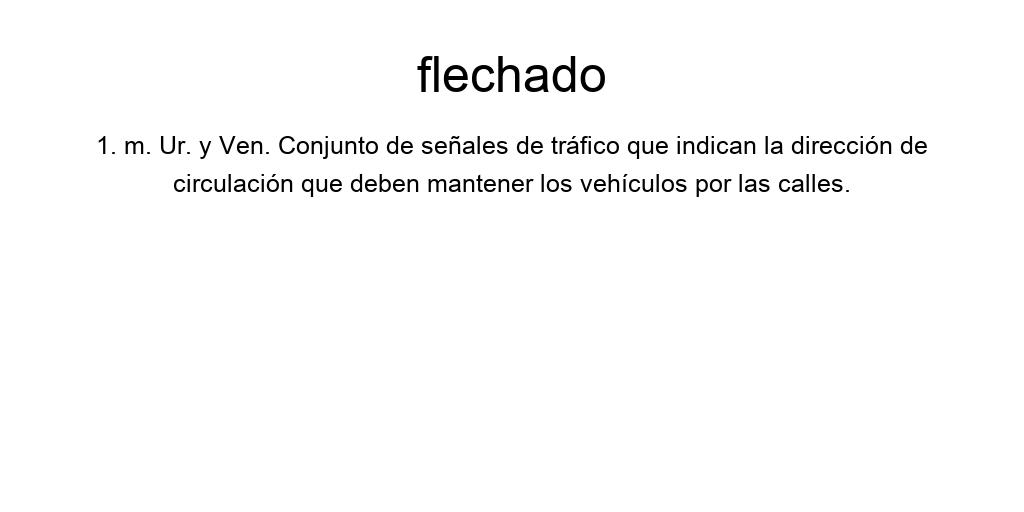 flechado
1. m. Ur. y Ven. Conjunto de señales de tráfico que indican la dirección de
circulación que deben mantener los vehículos por las calles.